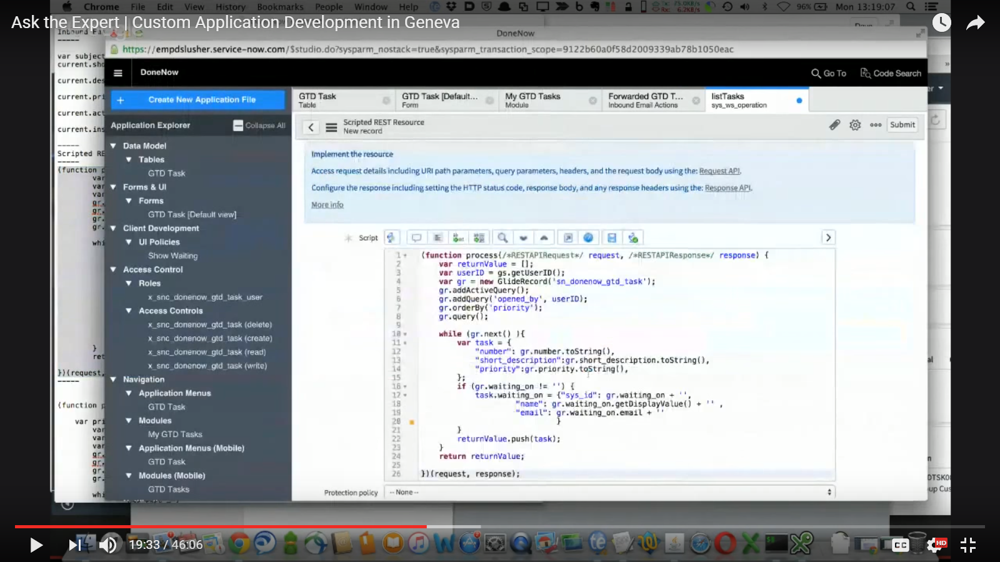 Chrome File Edit View History Bookmarks People Window Help
96% Mon 13:19:07
Ask the Expert | Custom Application Development in Geneva
DoneNow
https://empdslusher.service-now.com/$studio.do?sysparm_nostack=true&sysparm_transaction_scope=9122b60a0f58d2009339ab78b1050eac
DoneNow
Go To
Code Search
Create New Application File
Application Explorer
Collapse All
Data Model
Tables
GTD Task
Forms & UI
Forms
GTD Task [Default view]
Client Development
UI Policies
Show Waiting
Access Control
Roles
x_snc_donenow_gtd_task_user
Access Controls
x_snc_donenow_gtd_task (delete)
x_snc_donenow_gtd_task (create)
x_snc_donenow_gtd_task (read)
x_snc_donenow_gtd_task (write)
Navigation
Application Menus
GTD Task
Modules
My GTD Tasks
Application Menus (Mobile)
GTD Task
Modules (Mobile)
GTD Tasks
GTD Task
Table
GTD Task [Default...
Form
My GTD Tasks
Module
Forwarded GTD T...
Inbound Email Actions
listTasks
sys_ws_operation
Scripted REST Resource
New record
Submit
Implement the resource
Access request details including URI path parameters, query parameters, headers, and the request body using the: Request API.
Configure the response including setting the HTTP status code, response body, and any response headers using the: Response API.
More info
Script
1 (function process(/*RESTAPIRequest*/ request, /*RESTAPIResponse*/ response) {
2 var returnValue = [];
3 var userID = gs.getUserID();
4 var gr = new GlideRecord('sn_donenow_gtd_task');
5 gr.addActiveQuery();
6 gr.addQuery('opened_by', userID);
7 gr.orderBy('priority');
8 gr.query();
9
10 while (gr.next() ){
11 var task = {
12 "number": gr.number.toString(),
13 "short_description":gr.short_description.toString(),
14 "priority":gr.priority.toString(),
15 };
16 if (gr.waiting_on != '') {
17 task.waiting_on = {"sys_id": gr.waiting_on + '',
18 "name": gr.waiting_on.getDisplayValue() + '' ,
19 "email": gr.waiting_on.email + ''
20 }
21 }
22 returnValue.push(task);
23 }
24 return returnValue;
25
26 })(request, response);
Protection policy
-- None --
var subject
current.sho
current.des
current.pri
current.act
current.ins
-----
Scripted RE
-----
(function p
var
var
var
gr.
gr.
gr.
gr.
whi
}
ret
})(request,
-----
(function p
var pri
var
var
var
gr.
gr.
gr.
gr.
whi
19:33 / 46:06
CC
HD